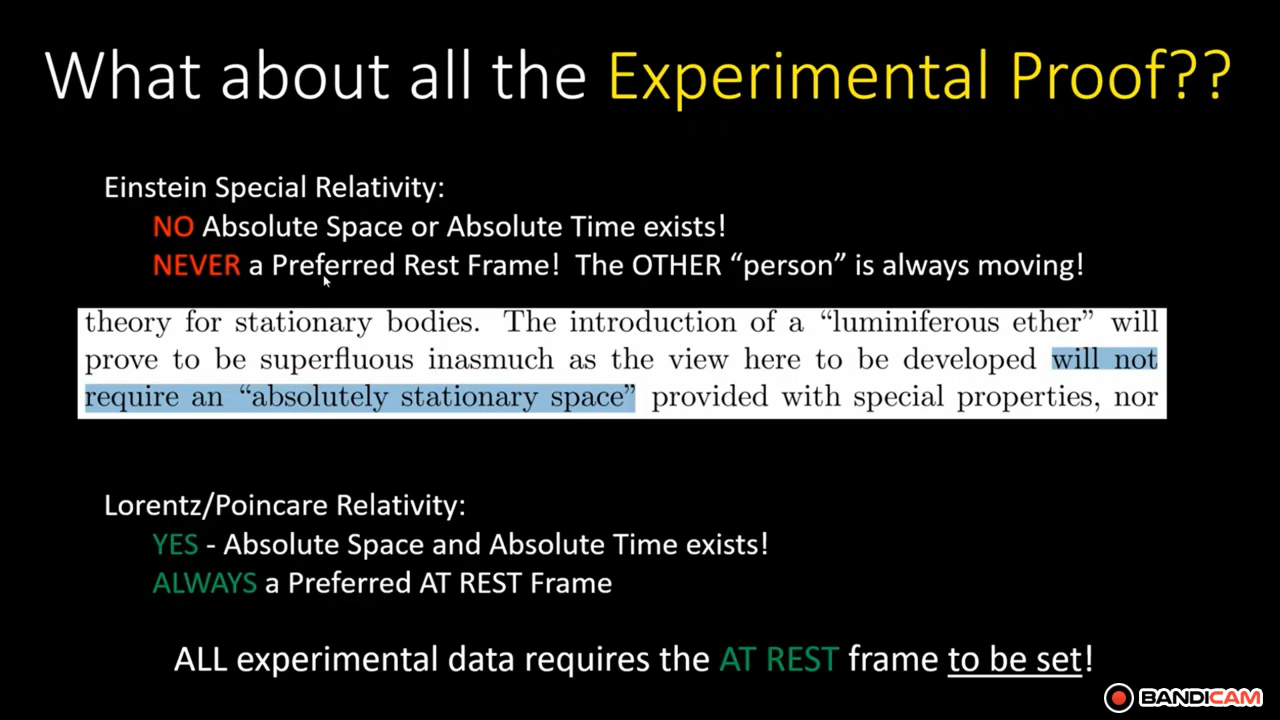 What about all the Experimental Proof??
Einstein Special Relativity:
NO Absolute Space or Absolute Time exists!
NEVER a Preferred Rest Frame! The OTHER “person” is always moving!
theory for stationary bodies. The introduction of a “luminiferous ether” will
prove to be superfluous inasmuch as the view here to be developed will not
require an “absolutely stationary space” provided with special properties, nor
Lorentz/Poincare Relativity:
YES - Absolute Space and Absolute Time exists!
ALWAYS a Preferred AT REST Frame
ALL experimental data requires the AT REST frame to be set!
BANDICAM